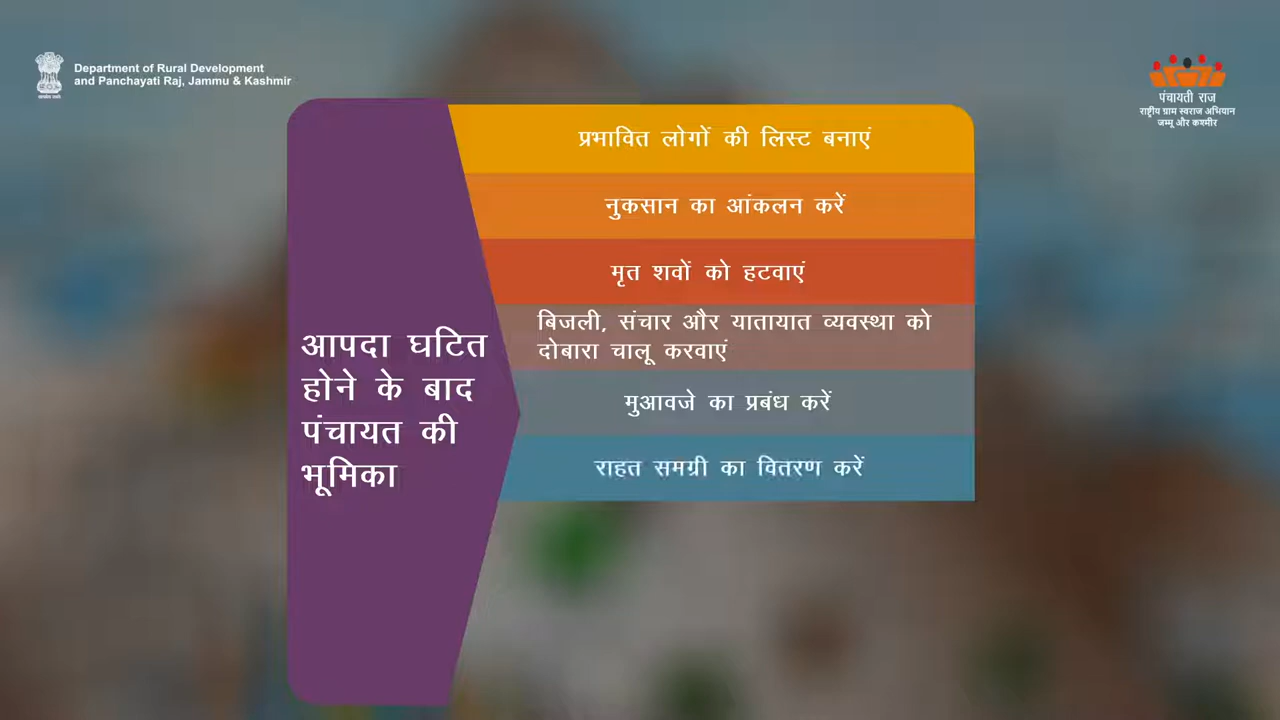 Department of Rural Development
and Panchayati Raj, Jammu & Kashmir
पंचायती राज
राष्ट्रीय ग्राम स्वराज अभियान
जम्मू और कश्मीर
आपदा घटित
होने के बाद
पंचायत की
भूमिका
प्रभावित लोगों की लिस्ट बनाएं
नुकसान का आंकलन करें
मृत शवों को हटवाएं
बिजली, संचार और यातायात व्यवस्था को
दोबारा चालू करवाएं
मुआवजे का प्रबंध करें
राहत समग्री का वितरण करें